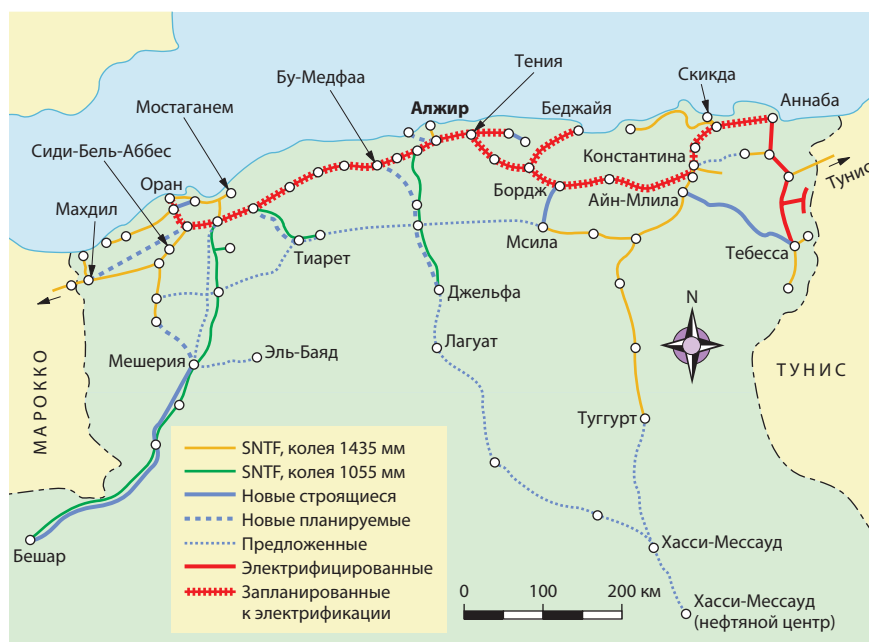 Тения
Бу-Медфаа
Скикда
Мостаганем
Алжир
Беджайя
Аннаба
Сиди-Бель-Аббес
Константина
Оран
Тунис
Махдил
Бордж
Айн-Млила
Мсила
Тебесса
Тиарет
Джельфа
N
Лагуат
Мешерия
Эль-Баяд
ТУНИС
МАРОККО
Туггурт
SNTF, колея 1435 мм
SNTF, колея 1055 мм
Новые строящиеся
Новые планируемые
Предложенные
Электрифицированные
Запланированные
к электрификации
Бешар
Хасси-Мессауд
0 100 200 км
Хасси-Мессауд
(нефтяной центр)